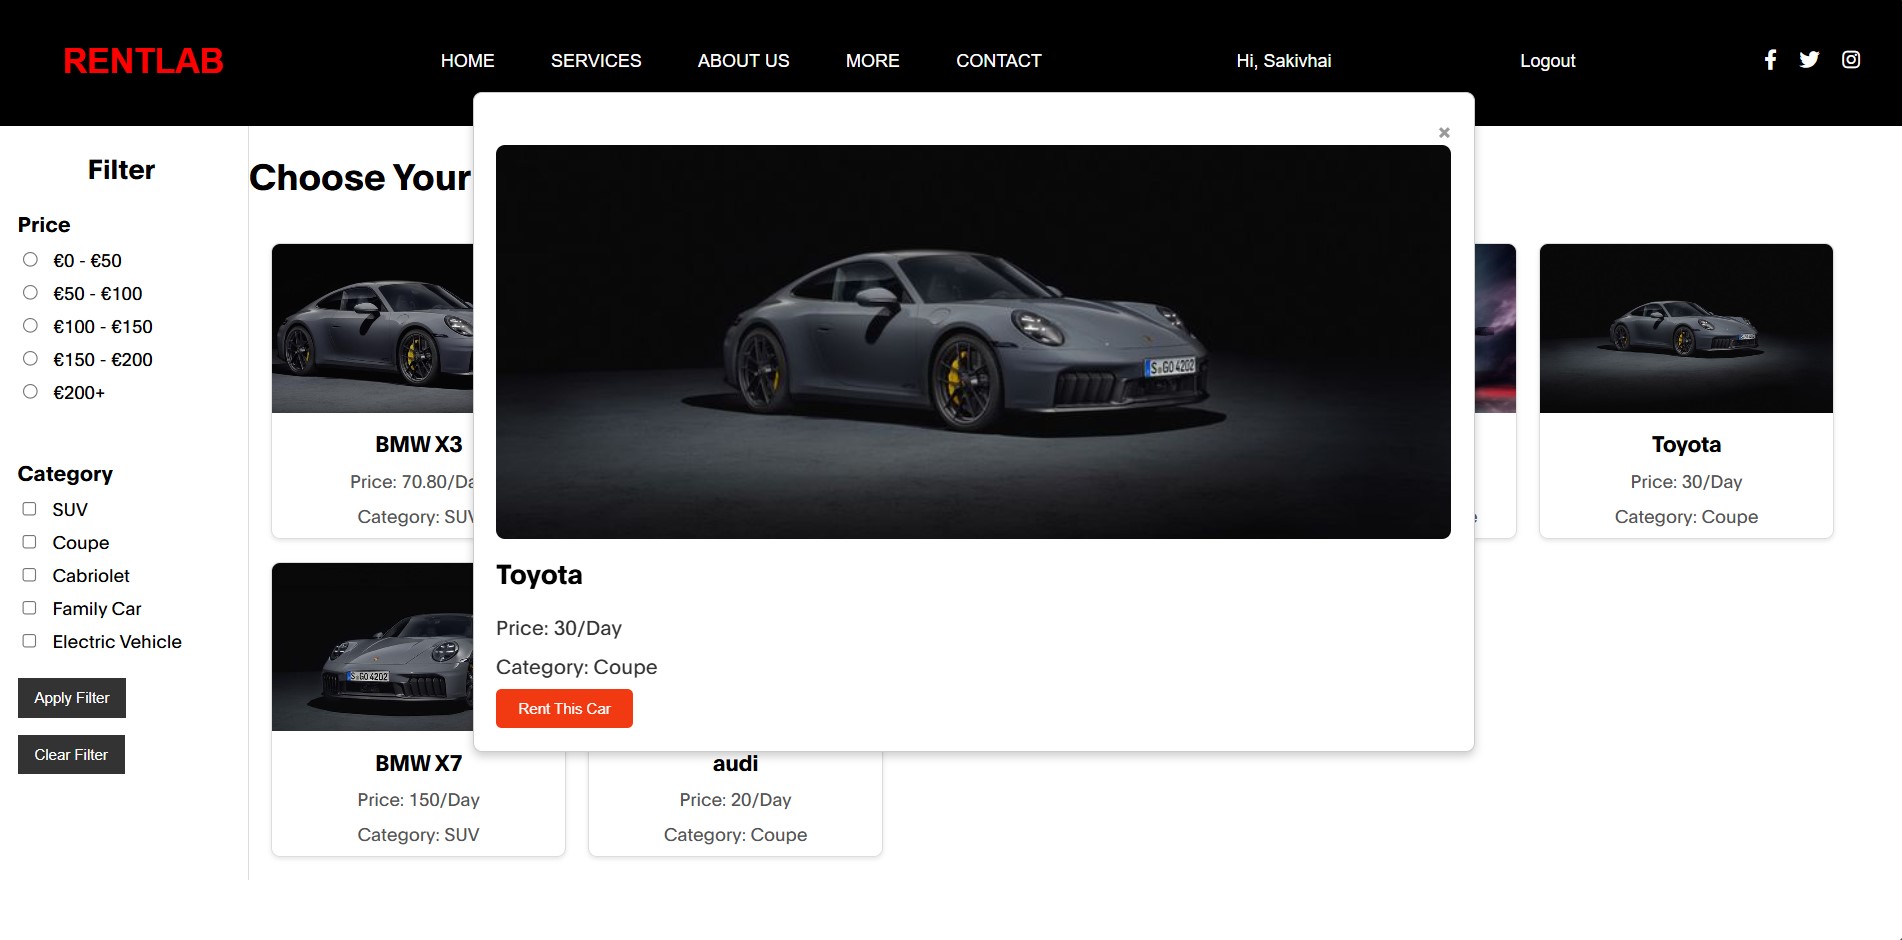 RENTLAB
HOME SERVICES ABOUT US MORE CONTACT Hi, Sakivhai Logout
Filter
Price
€0 - €50
€50 - €100
€100 - €150
€150 - €200
€200+
Category
SUV
Coupe
Cabriolet
Family Car
Electric Vehicle
Apply Filter
Clear Filter
Choose Your
BMW X3
Price: 70.80/Da
Category: SUV
×
S GO 4202
Toyota
Price: 30/Day
Category: Coupe
Rent This Car
Toyota
Price: 30/Day
Category: Coupe
S GO 4202
BMW X7
Price: 150/Day
Category: SUV
audi
Price: 20/Day
Category: Coupe